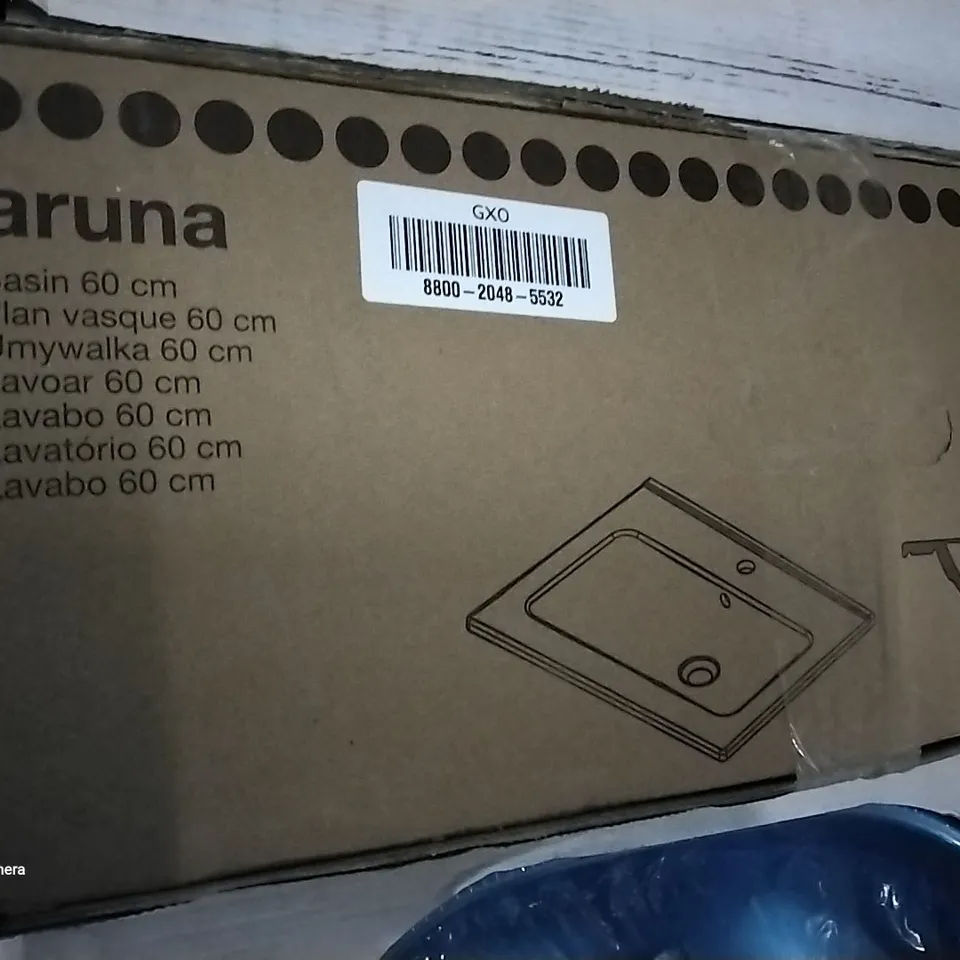 aruna
asin 60 cm
lan vasque 60 cm
mywalka 60 cm
avoar 60 cm
avabo 60 cm
avatório 60 cm
avabo 60 cm
GXO
8800-2048-5532
nera